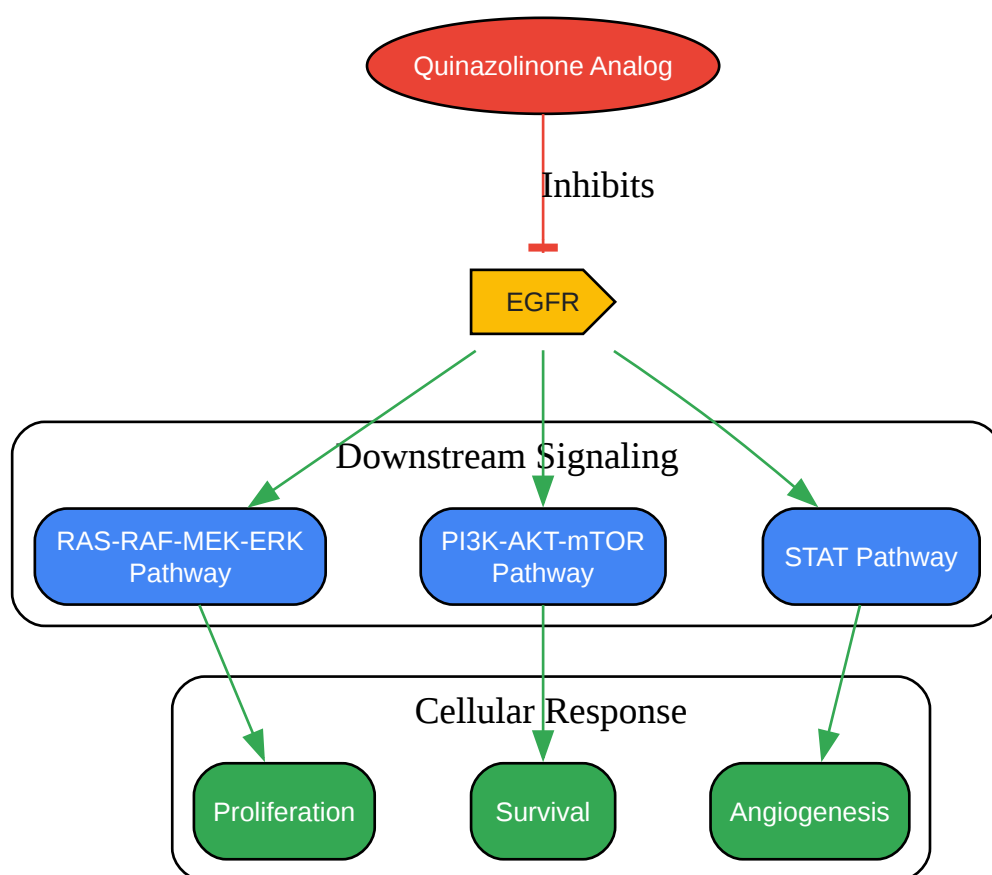 Quinazolinone Analog
Inhibits
EGFR
Downstream Signaling
RAS-RAF-MEK-ERK
Pathway
PI3K-AKT-mTOR
Pathway
STAT Pathway
Cellular Response
Proliferation
Survival
Angiogenesis